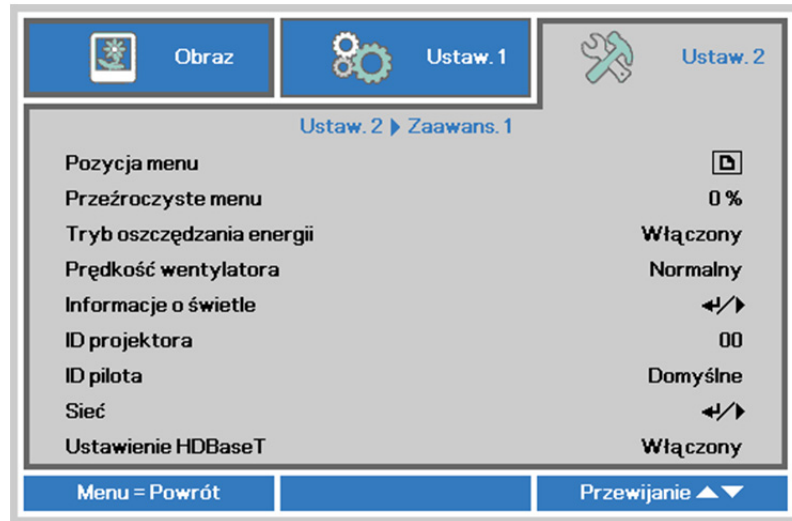 Obraz
Ustaw. 1
Ustaw. 2
Ustaw. 2 ▶ Zaawans. 1
Pozycja menu
Przeźroczyste menu 0 %
Tryb oszczędzania energii Włączony
Prędkość wentylatora Normalny
Informacje o świetle ↵/▶
ID projektora 00
ID pilota Domyślne
Sieć ↵/▶
Ustawienie HDBaseT Włączony
Menu = Powrót
Przewijanie ▲▼